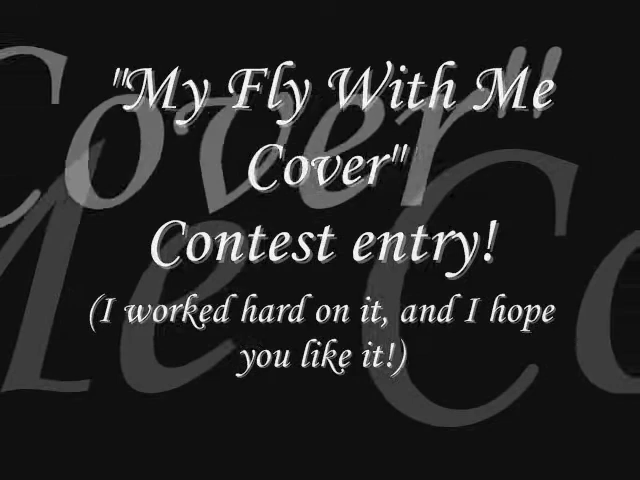 "My Fly With Me
Cover"
Contest entry!
(I worked hard on it, and I hope
you like it!)